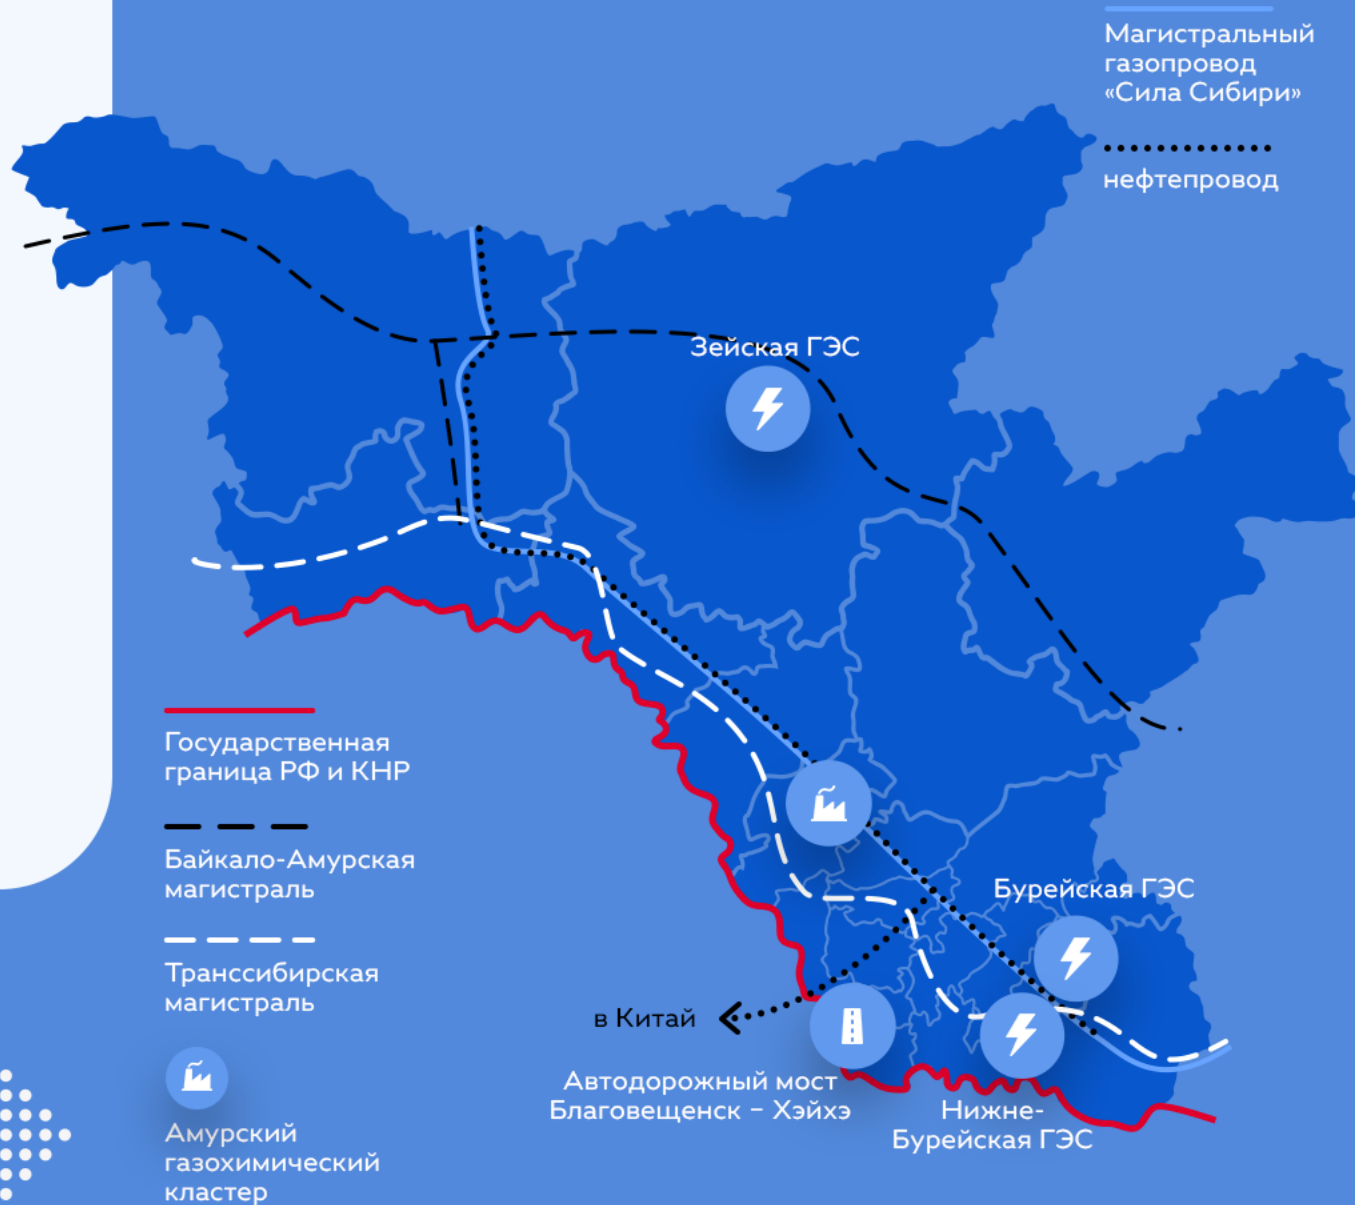 Магистральный
газопровод
«Сила Сибири»
нефтепровод
Зейская ГЭС
Государственная
граница РФ и КНР
Байкало-Амурская
магистраль
Транссибирская
магистраль
Амурский
газохимический
кластер
Бурейская ГЭС
в Китай
Автодорожный мост
Благовещенск – Хэйхэ
Нижне-
Бурейская ГЭС